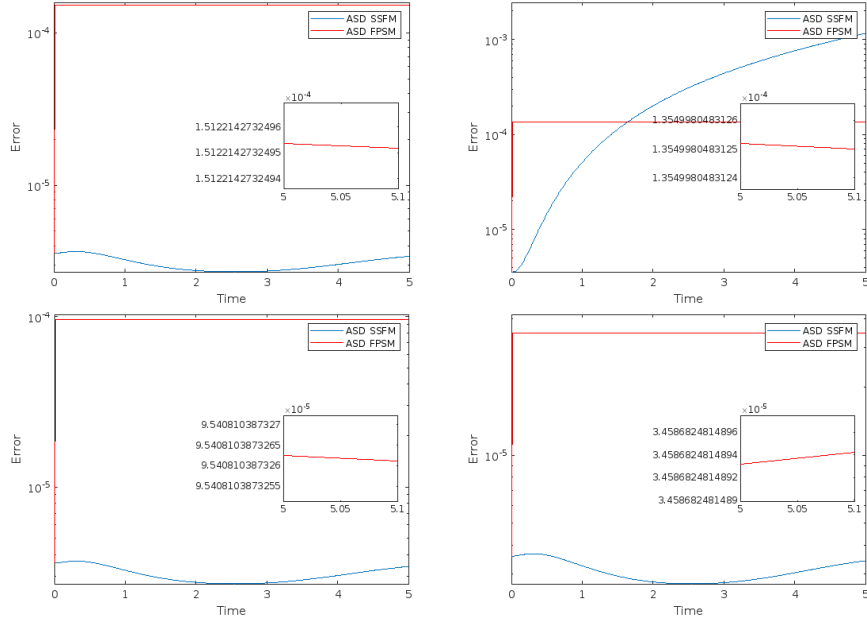 10^-4
10^-5
Error
ASD SSFM
ASD FPSM
×10^-4
1.5122142732496
1.5122142732495
1.5122142732494
5 5.05 5.1
0 1 2 3 4 5
Time
10^-3
10^-4
10^-5
Error
ASD SSFM
ASD FPSM
×10^-4
1.3549980483126
1.3549980483125
1.3549980483124
5 5.05 5.1
0 1 2 3 4 5
Time
10^-4
10^-5
Error
ASD SSFM
ASD FPSM
×10^-5
9.540810387327
9.5408103873265
9.540810387326
9.5408103873255
5 5.05 5.1
0 1 2 3 4 5
Time
10^-5
Error
ASD SSFM
ASD FPSM
×10^-5
3.4586824814896
3.4586824814894
3.4586824814892
3.458682481489
5 5.05 5.1
0 1 2 3 4 5
Time